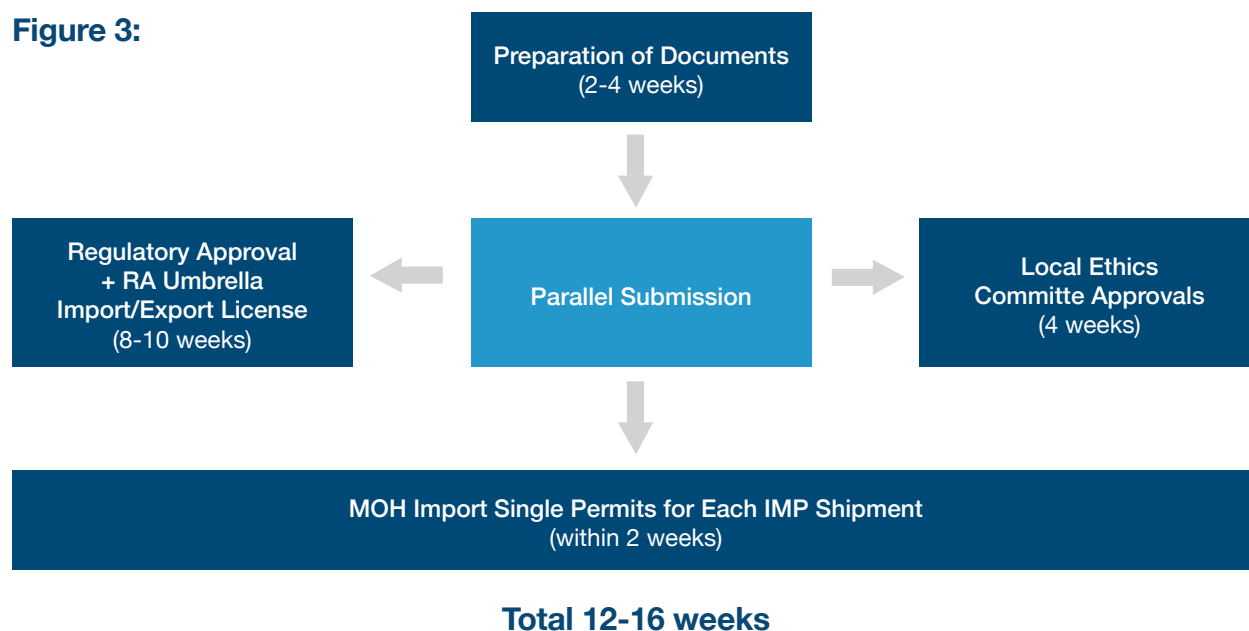 Figure 3:
Preparation of Documents
(2-4 weeks)
Regulatory Approval
+ RA Umbrella
Import/Export License
(8-10 weeks)
Parallel Submission
Local Ethics
Committe Approvals
(4 weeks)
MOH Import Single Permits for Each IMP Shipment
(within 2 weeks)
Total 12-16 weeks